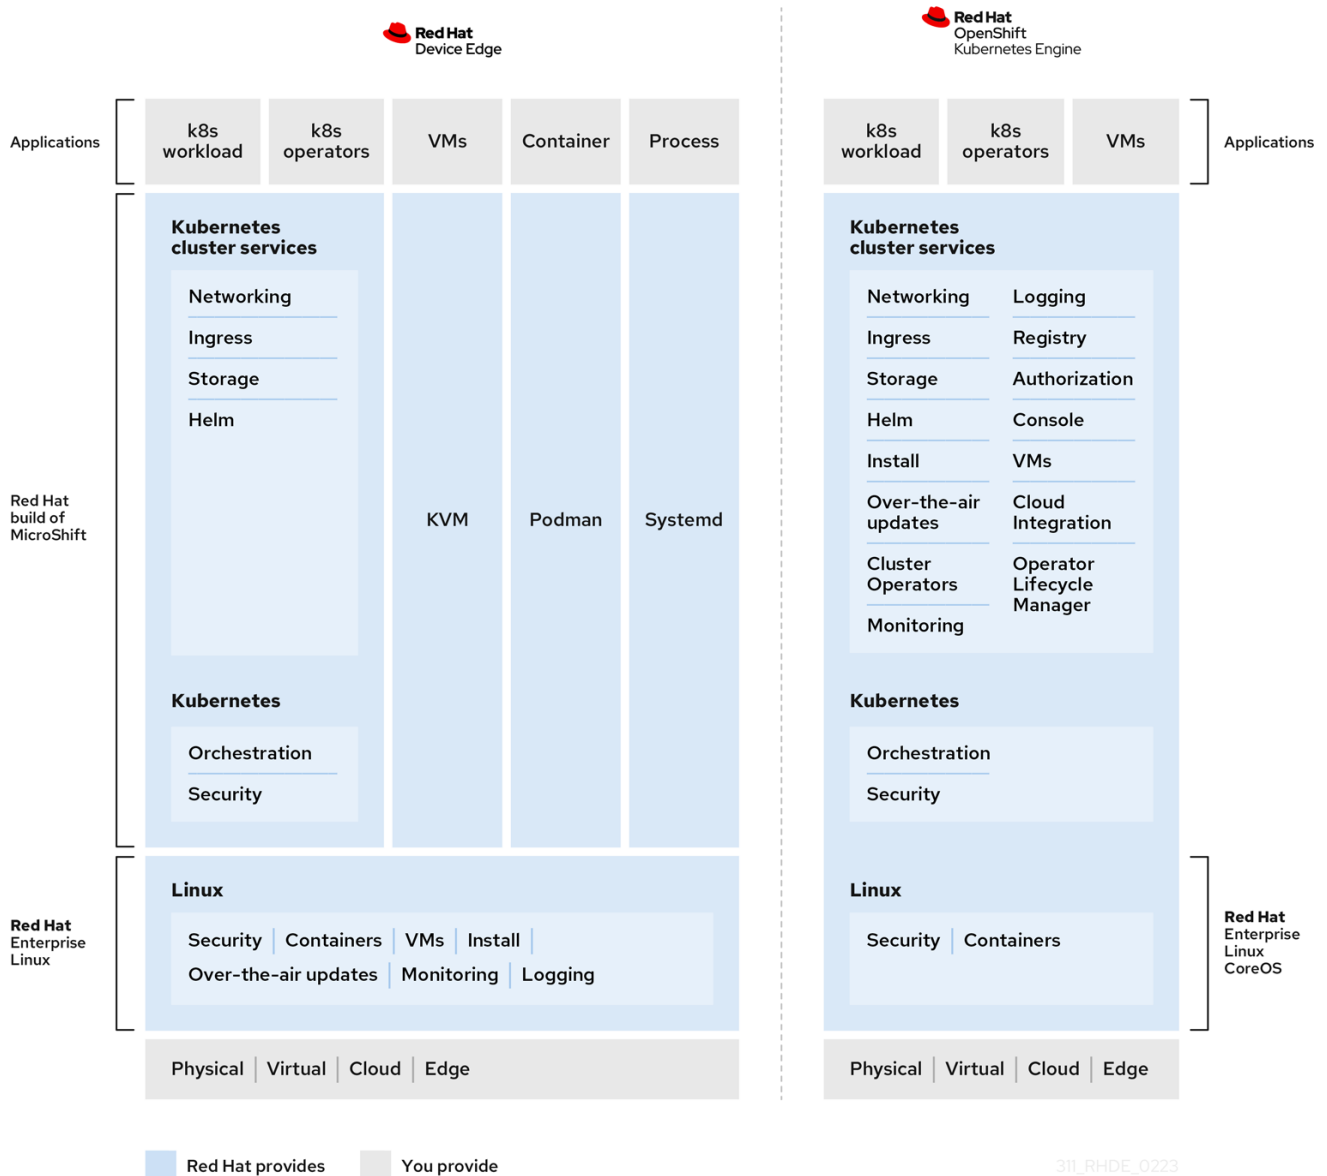 Red Hat
Device Edge
Red Hat
OpenShift
Kubernetes Engine
Applications
k8s
workload
k8s
operators
VMs
Container
Process
k8s
workload
k8s
operators
VMs
Applications
Red Hat
build of
MicroShift
Kubernetes
cluster services
Networking
Ingress
Storage
Helm
KVM
Podman
Systemd
Kubernetes
Orchestration
Security
Kubernetes
cluster services
Networking
Ingress
Storage
Helm
Install
Over-the-air
updates
Cluster
Operators
Monitoring
Logging
Registry
Authorization
Console
VMs
Cloud
Integration
Operator
Lifecycle
Manager
Kubernetes
Orchestration
Security
Red Hat
Enterprise
Linux
Linux
Security | Containers | VMs | Install |
Over-the-air updates | Monitoring | Logging
Linux
Security | Containers
Red Hat
Enterprise
Linux
CoreOS
Physical | Virtual | Cloud | Edge
Physical | Virtual | Cloud | Edge
Red Hat provides
You provide
311_RHDE_0223